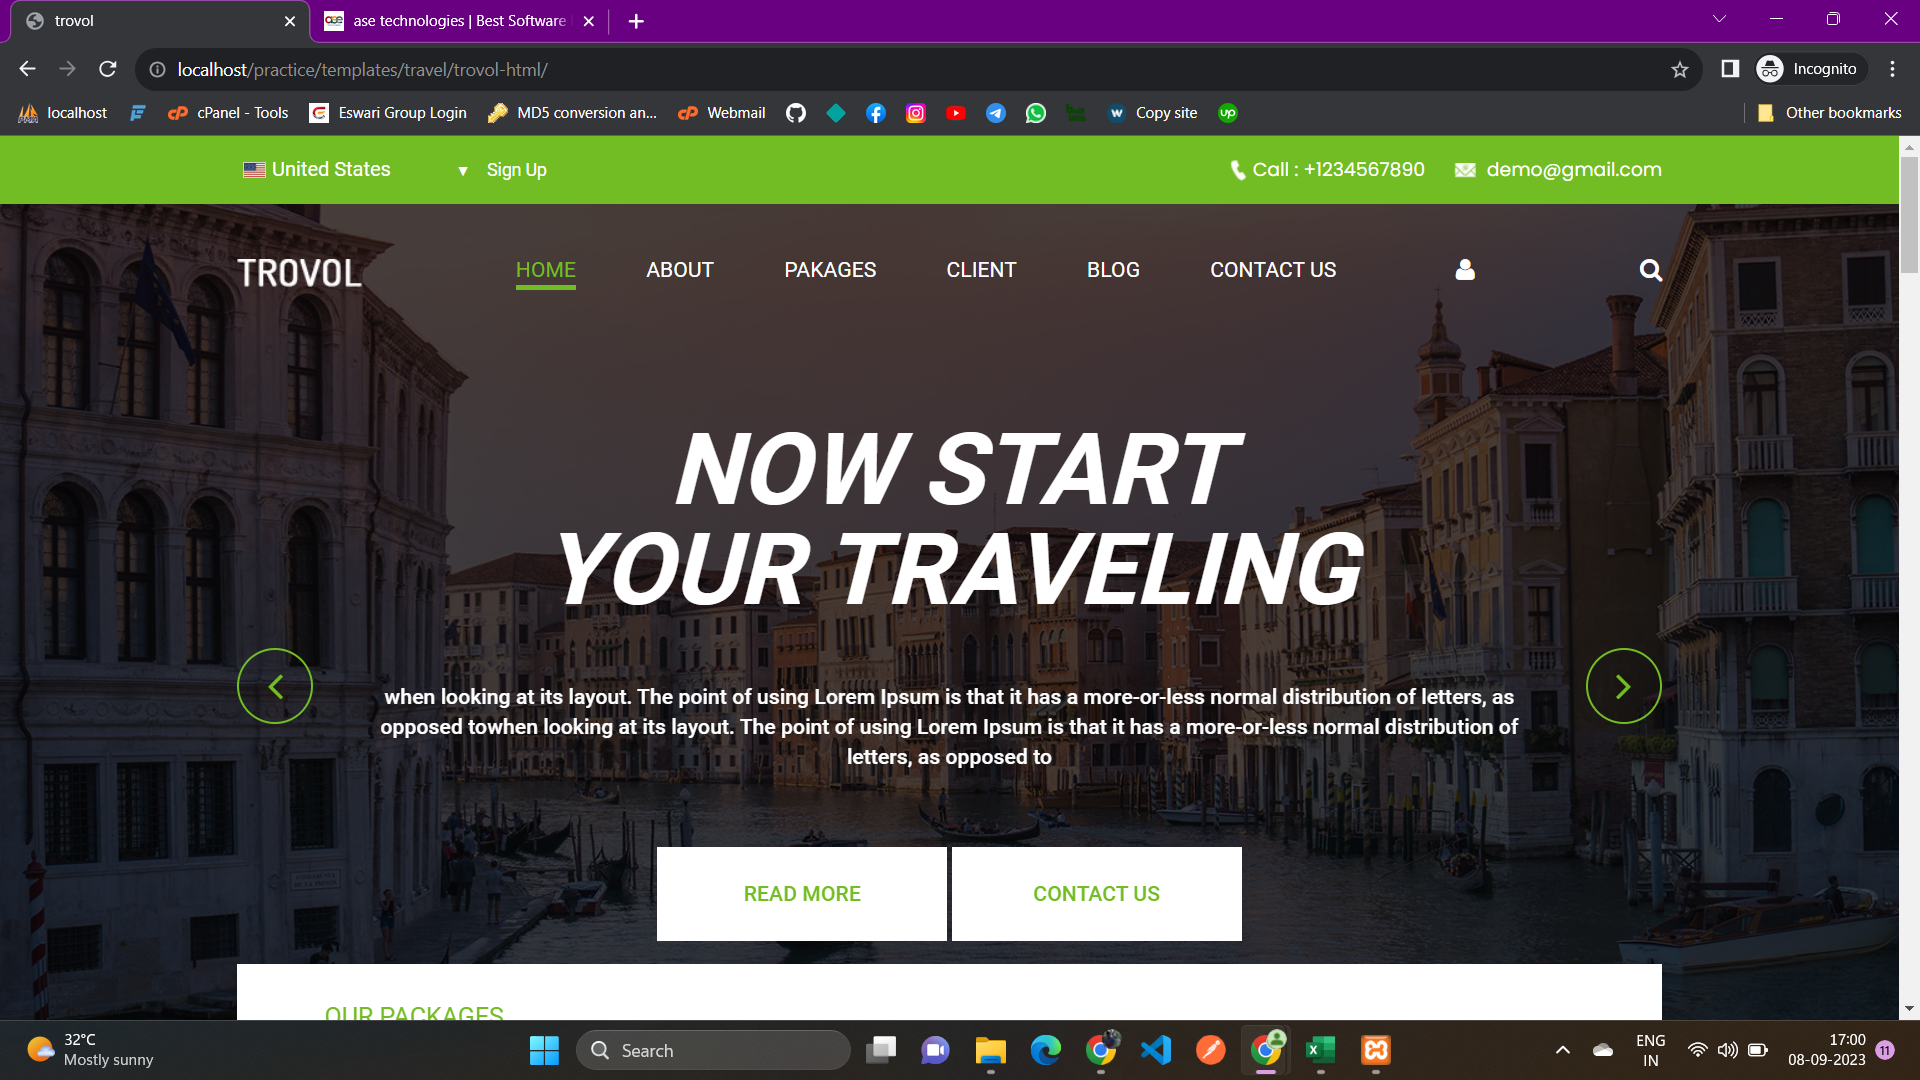 trovol
ase technologies | Best Software
localhost/practice/templates/travel/trovol-html/
Incognito
localhost
cPanel - Tools
Eswari Group Login
MD5 conversion an...
Webmail
Copy site
Other bookmarks
United States
Sign Up
Call : +1234567890
demo@gmail.com
TROVOL
HOME
ABOUT
PAKAGES
CLIENT
BLOG
CONTACT US
NOW START
YOUR TRAVELING
when looking at its layout. The point of using Lorem Ipsum is that it has a more-or-less normal distribution of letters, as
opposed towhen looking at its layout. The point of using Lorem Ipsum is that it has a more-or-less normal distribution of
letters, as opposed to
READ MORE
CONTACT US
OUR PACKAGES
32°C
Mostly sunny
Search
ENG
IN
17:00
08-09-2023
11